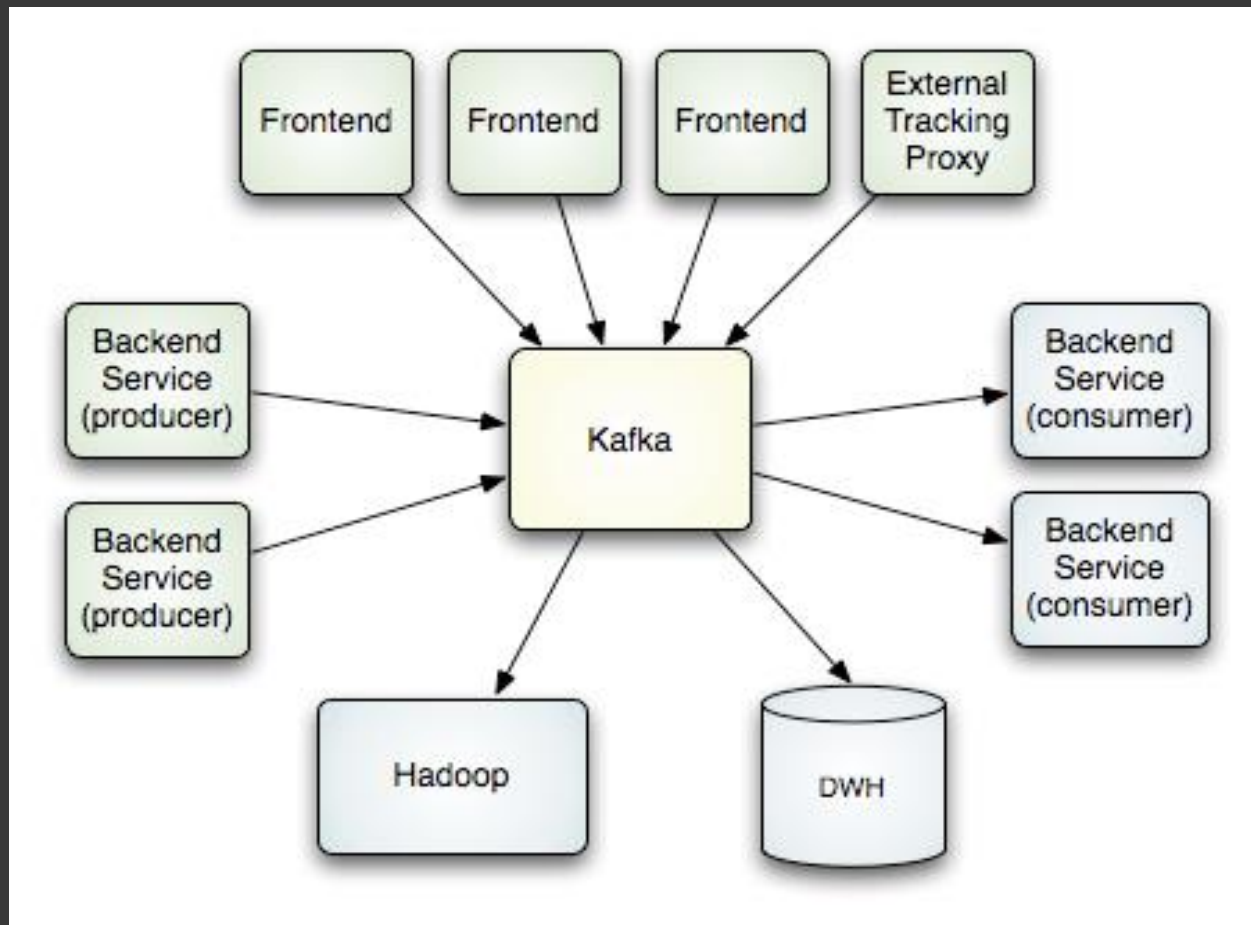 Frontend
Frontend
Frontend
External
Tracking
Proxy
Backend
Service
(producer)
Kafka
Backend
Service
(consumer)
Backend
Service
(producer)
Backend
Service
(consumer)
Hadoop
DWH